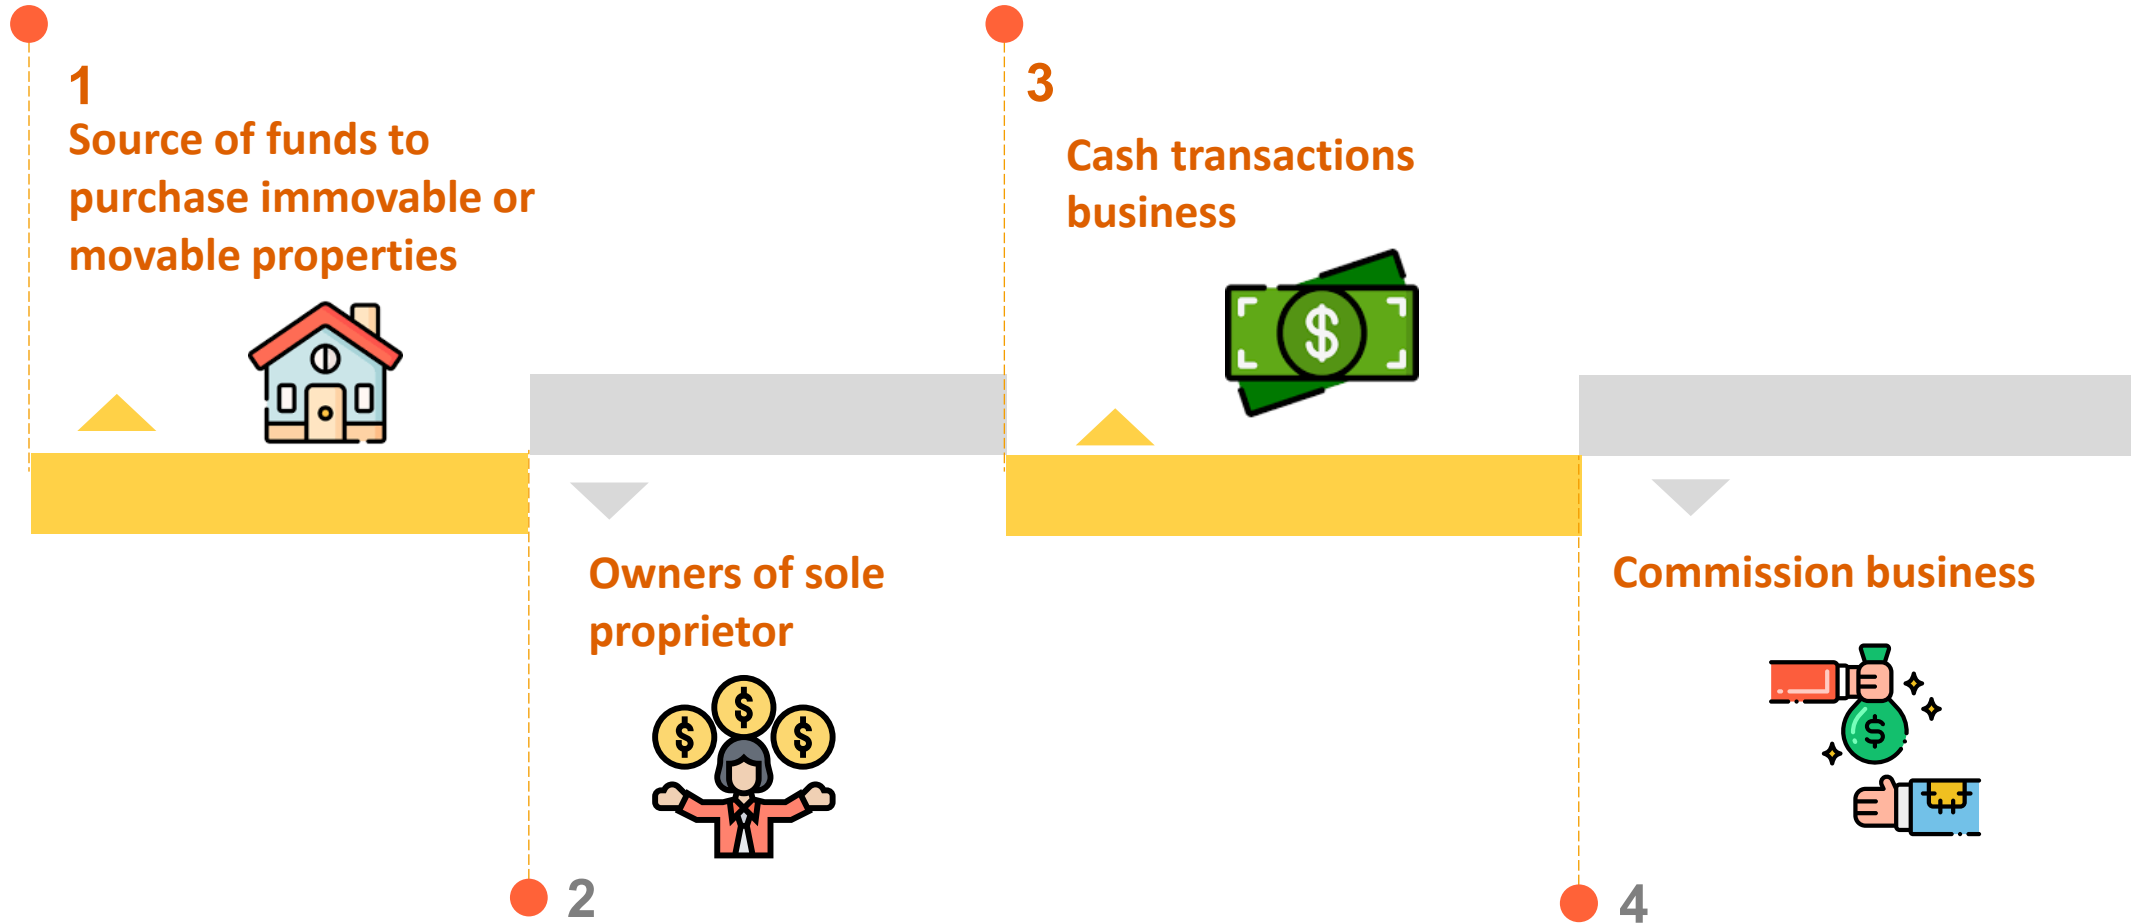 1
Source of funds to
purchase immovable or
movable properties
Owners of sole
proprietor
2
3
Cash transactions
business
Commission business
4